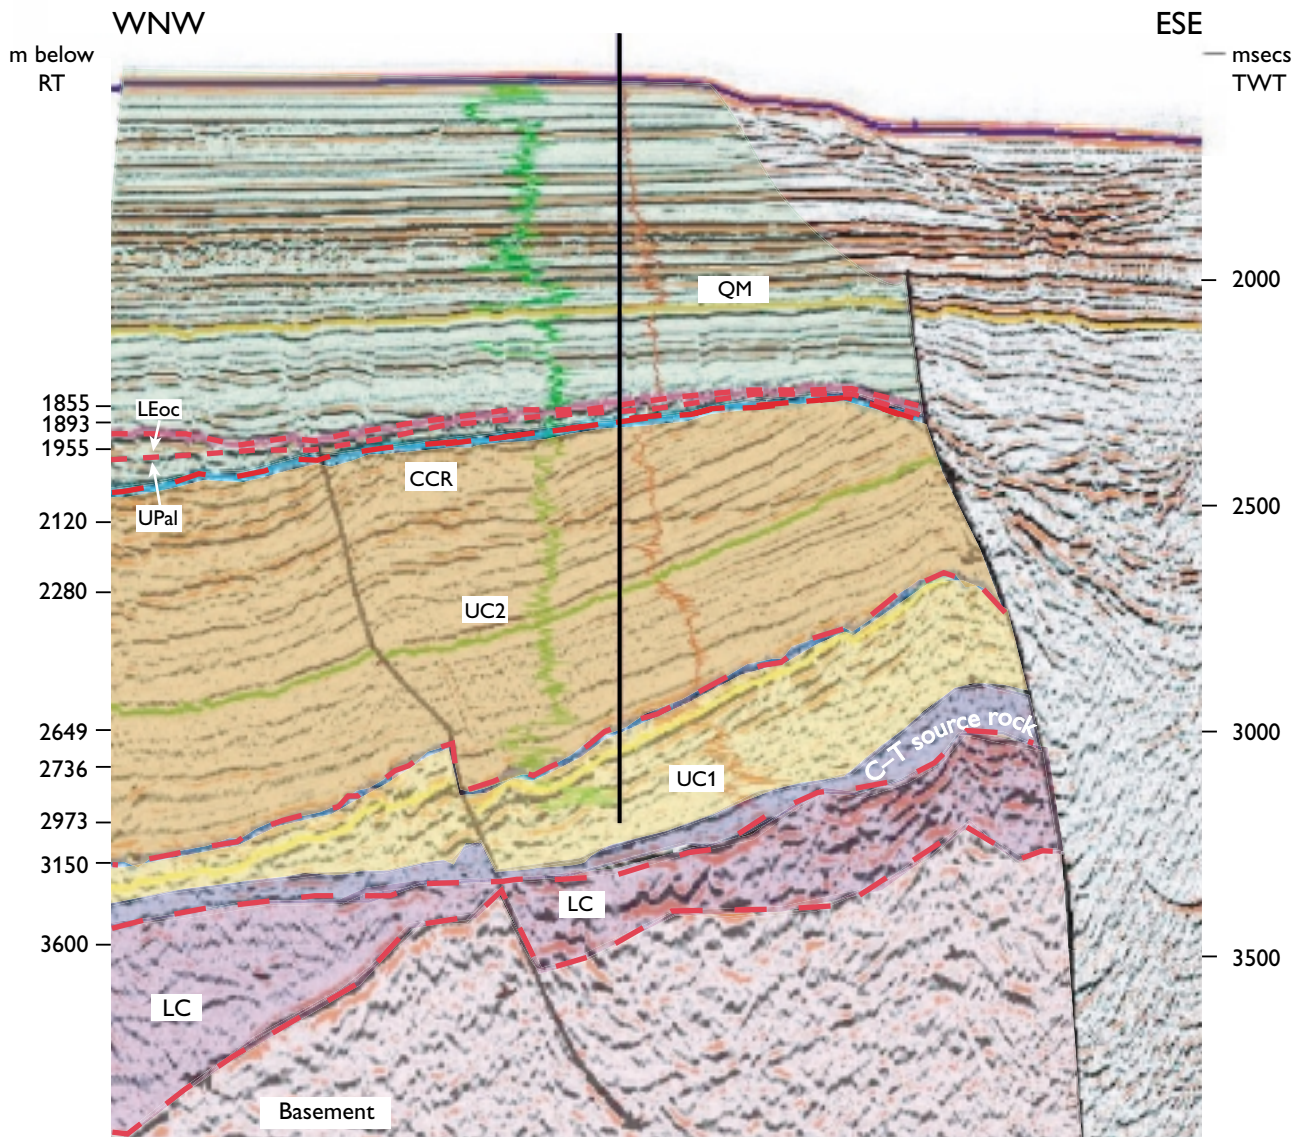 WNW
ESE
m below
RT
msecs
TWT
2000
QM
1855
LEoc
1893
1955
CCR
2500
2120
UPal
2280
UC2
2649
3000
C–T source rock
2736
UC1
2973
3150
LC
3600
3500
LC
Basement